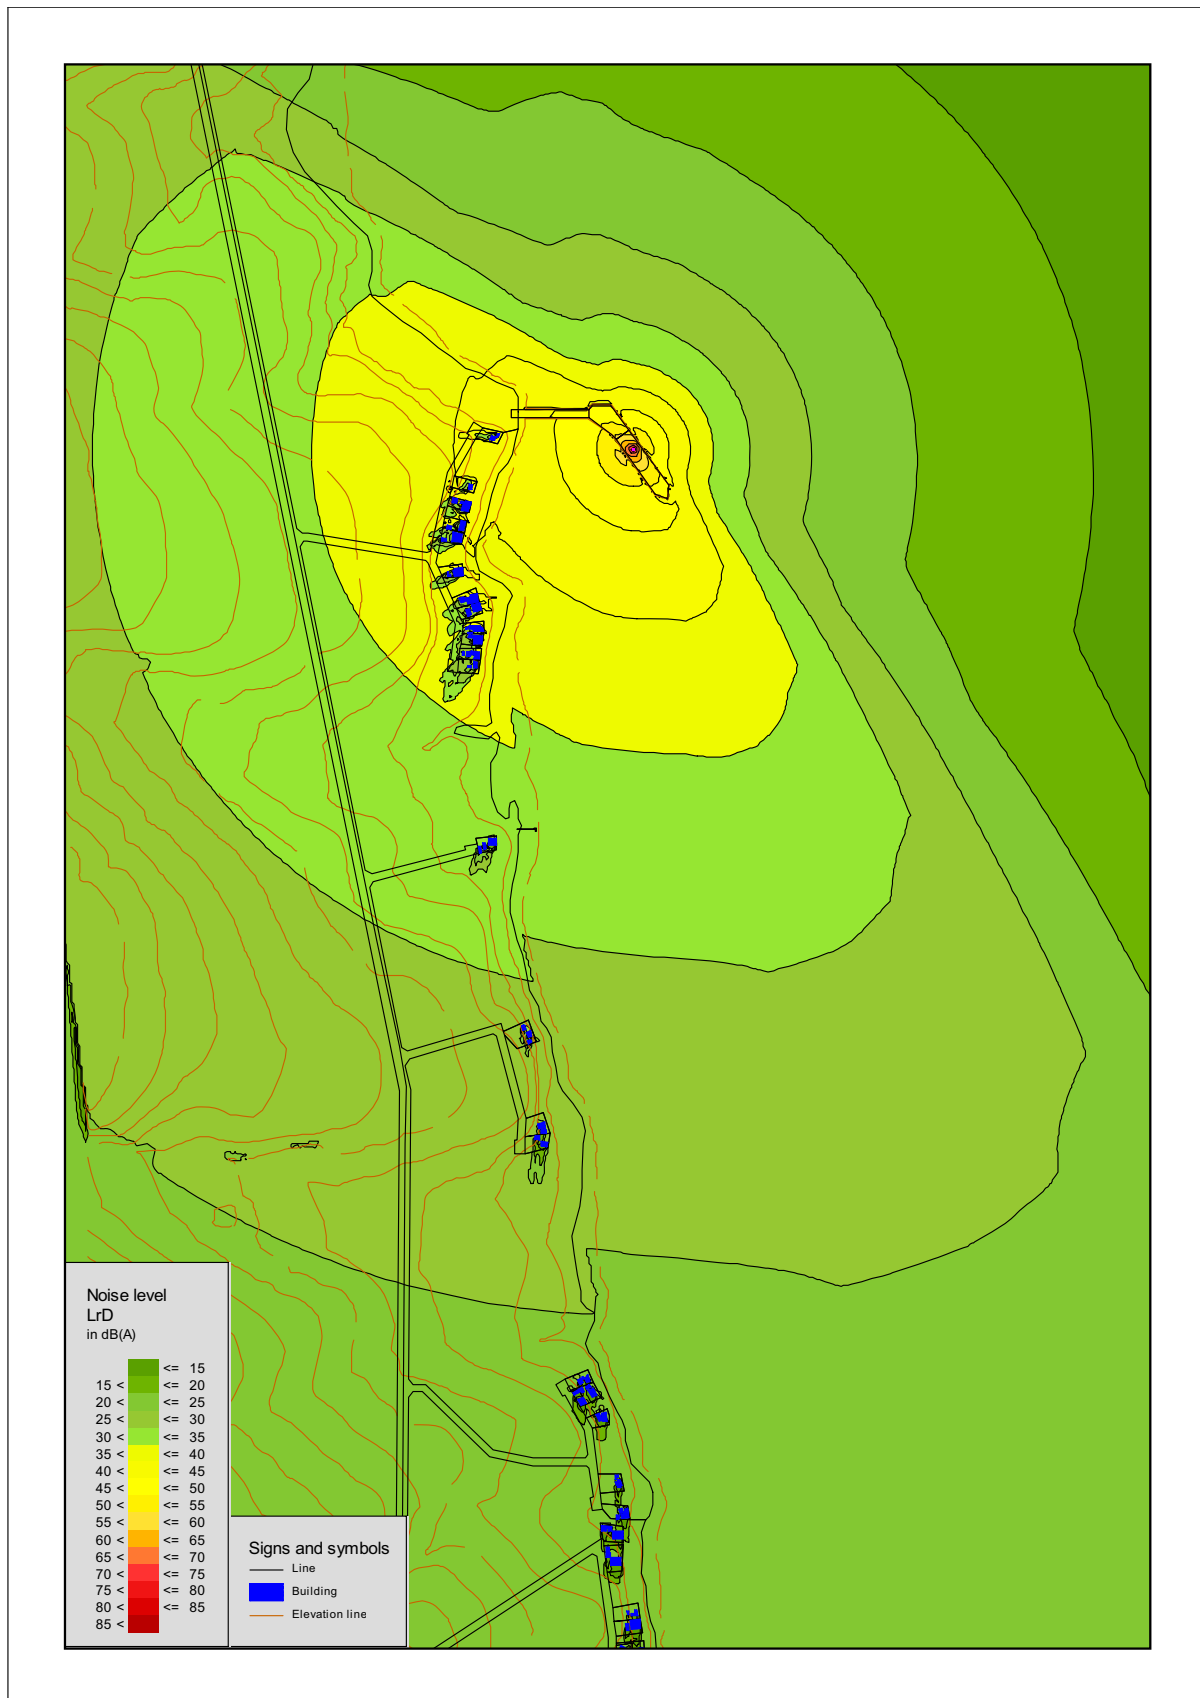 Noise level
LrD
in dB(A)
<= 15
15 < <= 20
20 < <= 25
25 < <= 30
30 < <= 35
35 < <= 40
40 < <= 45
45 < <= 50
50 < <= 55
55 < <= 60
60 < <= 65
65 < <= 70
70 < <= 75
75 < <= 80
80 < <= 85
85 <
Signs and symbols
Line
Building
Elevation line